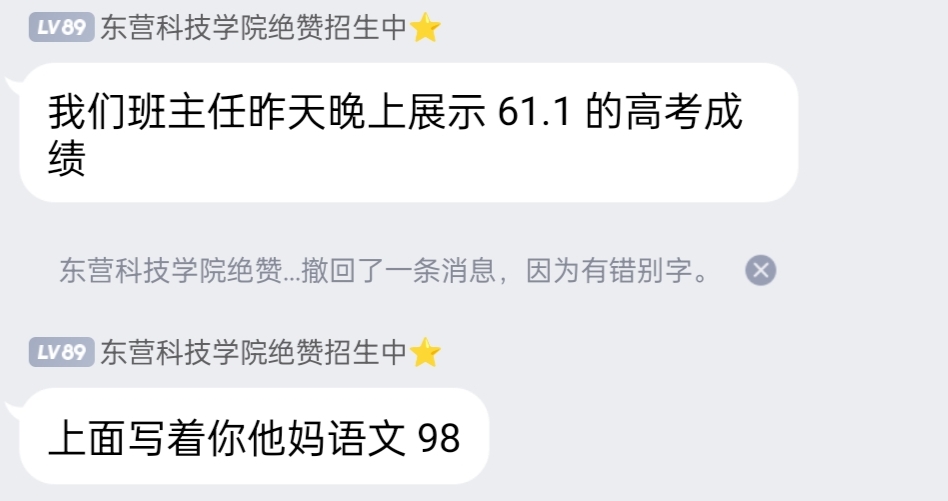 LV89 东营科技学院绝赞招生中⭐
我们班主任昨天晚上展示 61.1 的高考成
绩
东营科技学院绝赞...撤回了一条消息，因为有错别字。
LV89 东营科技学院绝赞招生中⭐
上面写着你他妈语文 98